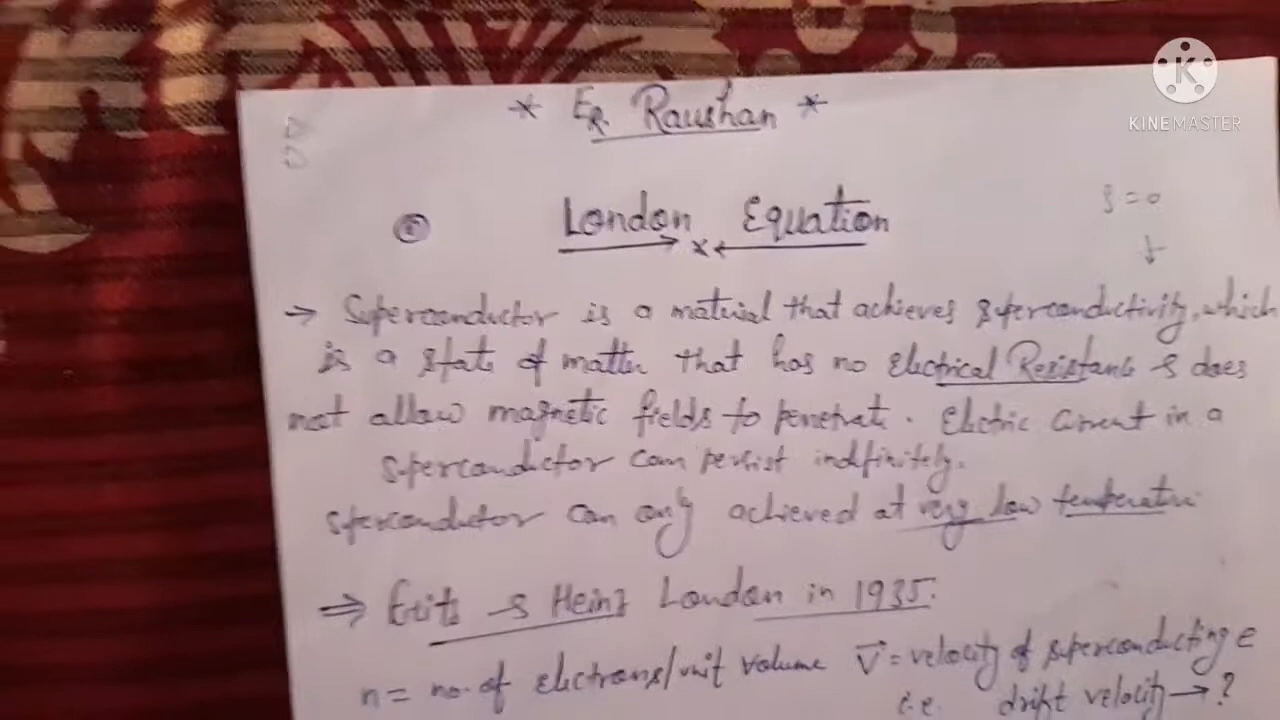 * ER. Raushan *
KINEMASTER
London Equation
ρ = 0
→ Superconductor is a material that achieves superconductivity, which
is a state of matter that has no Electrical Resistance & does
not allow magnetic fields to penetrate. Electric Current in a
superconductor can persist indefinitely.
superconductor can only achieved at very low temperature
⇒ Fritz & Heinz London in 1935.
n = no. of electrons/unit volume V⃗ = velocity of superconducting e
i.e. drift velocity → ?